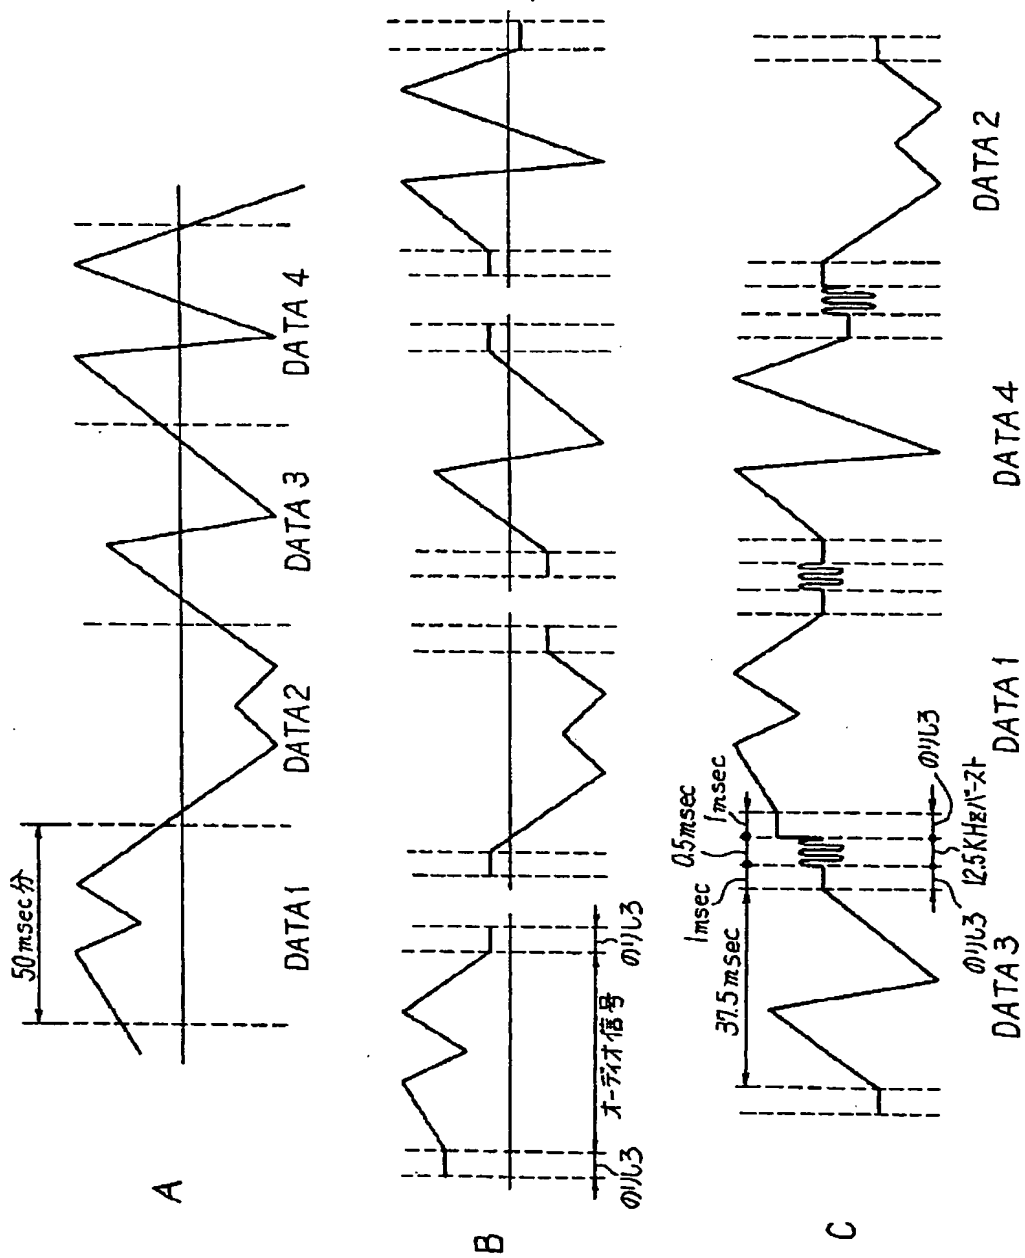 A
50msec分
DATA1
DATA2
DATA3
DATA4
B
のりしろ
オーディオ信号
のりしろ
C
37.5msec
1msec
0.5msec
1msec
のりしろ
12.5KHzバースト
のりしろ
DATA3
DATA1
DATA4
DATA2